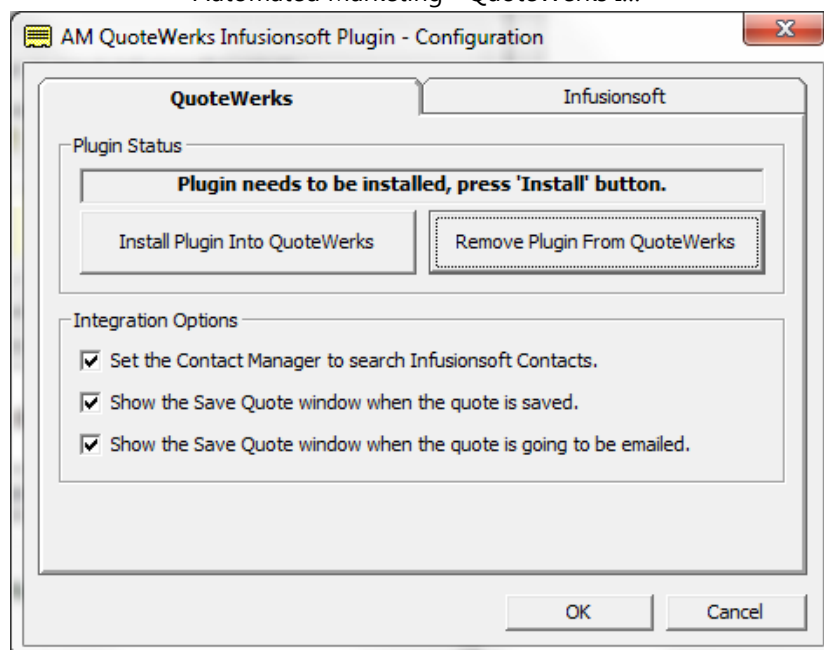 AM QuoteWerks Infusionsoft Plugin - Configuration
QuoteWerks
Infusionsoft
Plugin Status
Plugin needs to be installed, press 'Install' button.
Install Plugin Into QuoteWerks
Remove Plugin From QuoteWerks
Integration Options
Set the Contact Manager to search Infusionsoft Contacts.
Show the Save Quote window when the quote is saved.
Show the Save Quote window when the quote is going to be emailed.
OK
Cancel